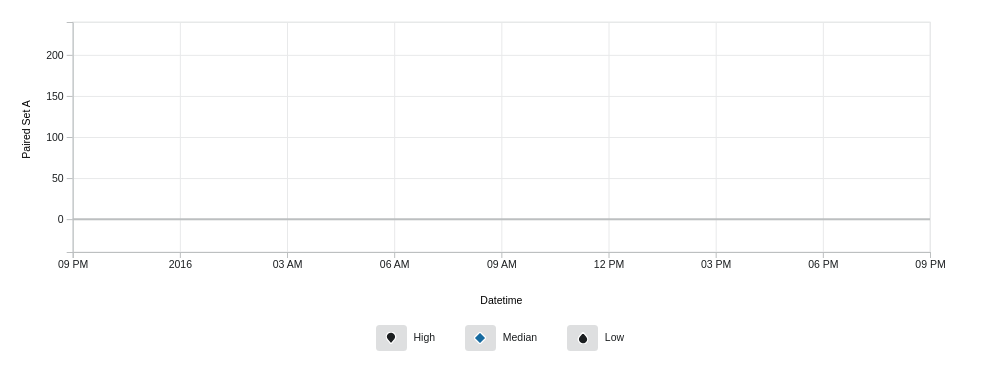 200
150
100
50
0
Paired Set A
09 PM 2016 03 AM 06 AM 09 AM 12 PM 03 PM 06 PM 09 PM
Datetime
High Median Low